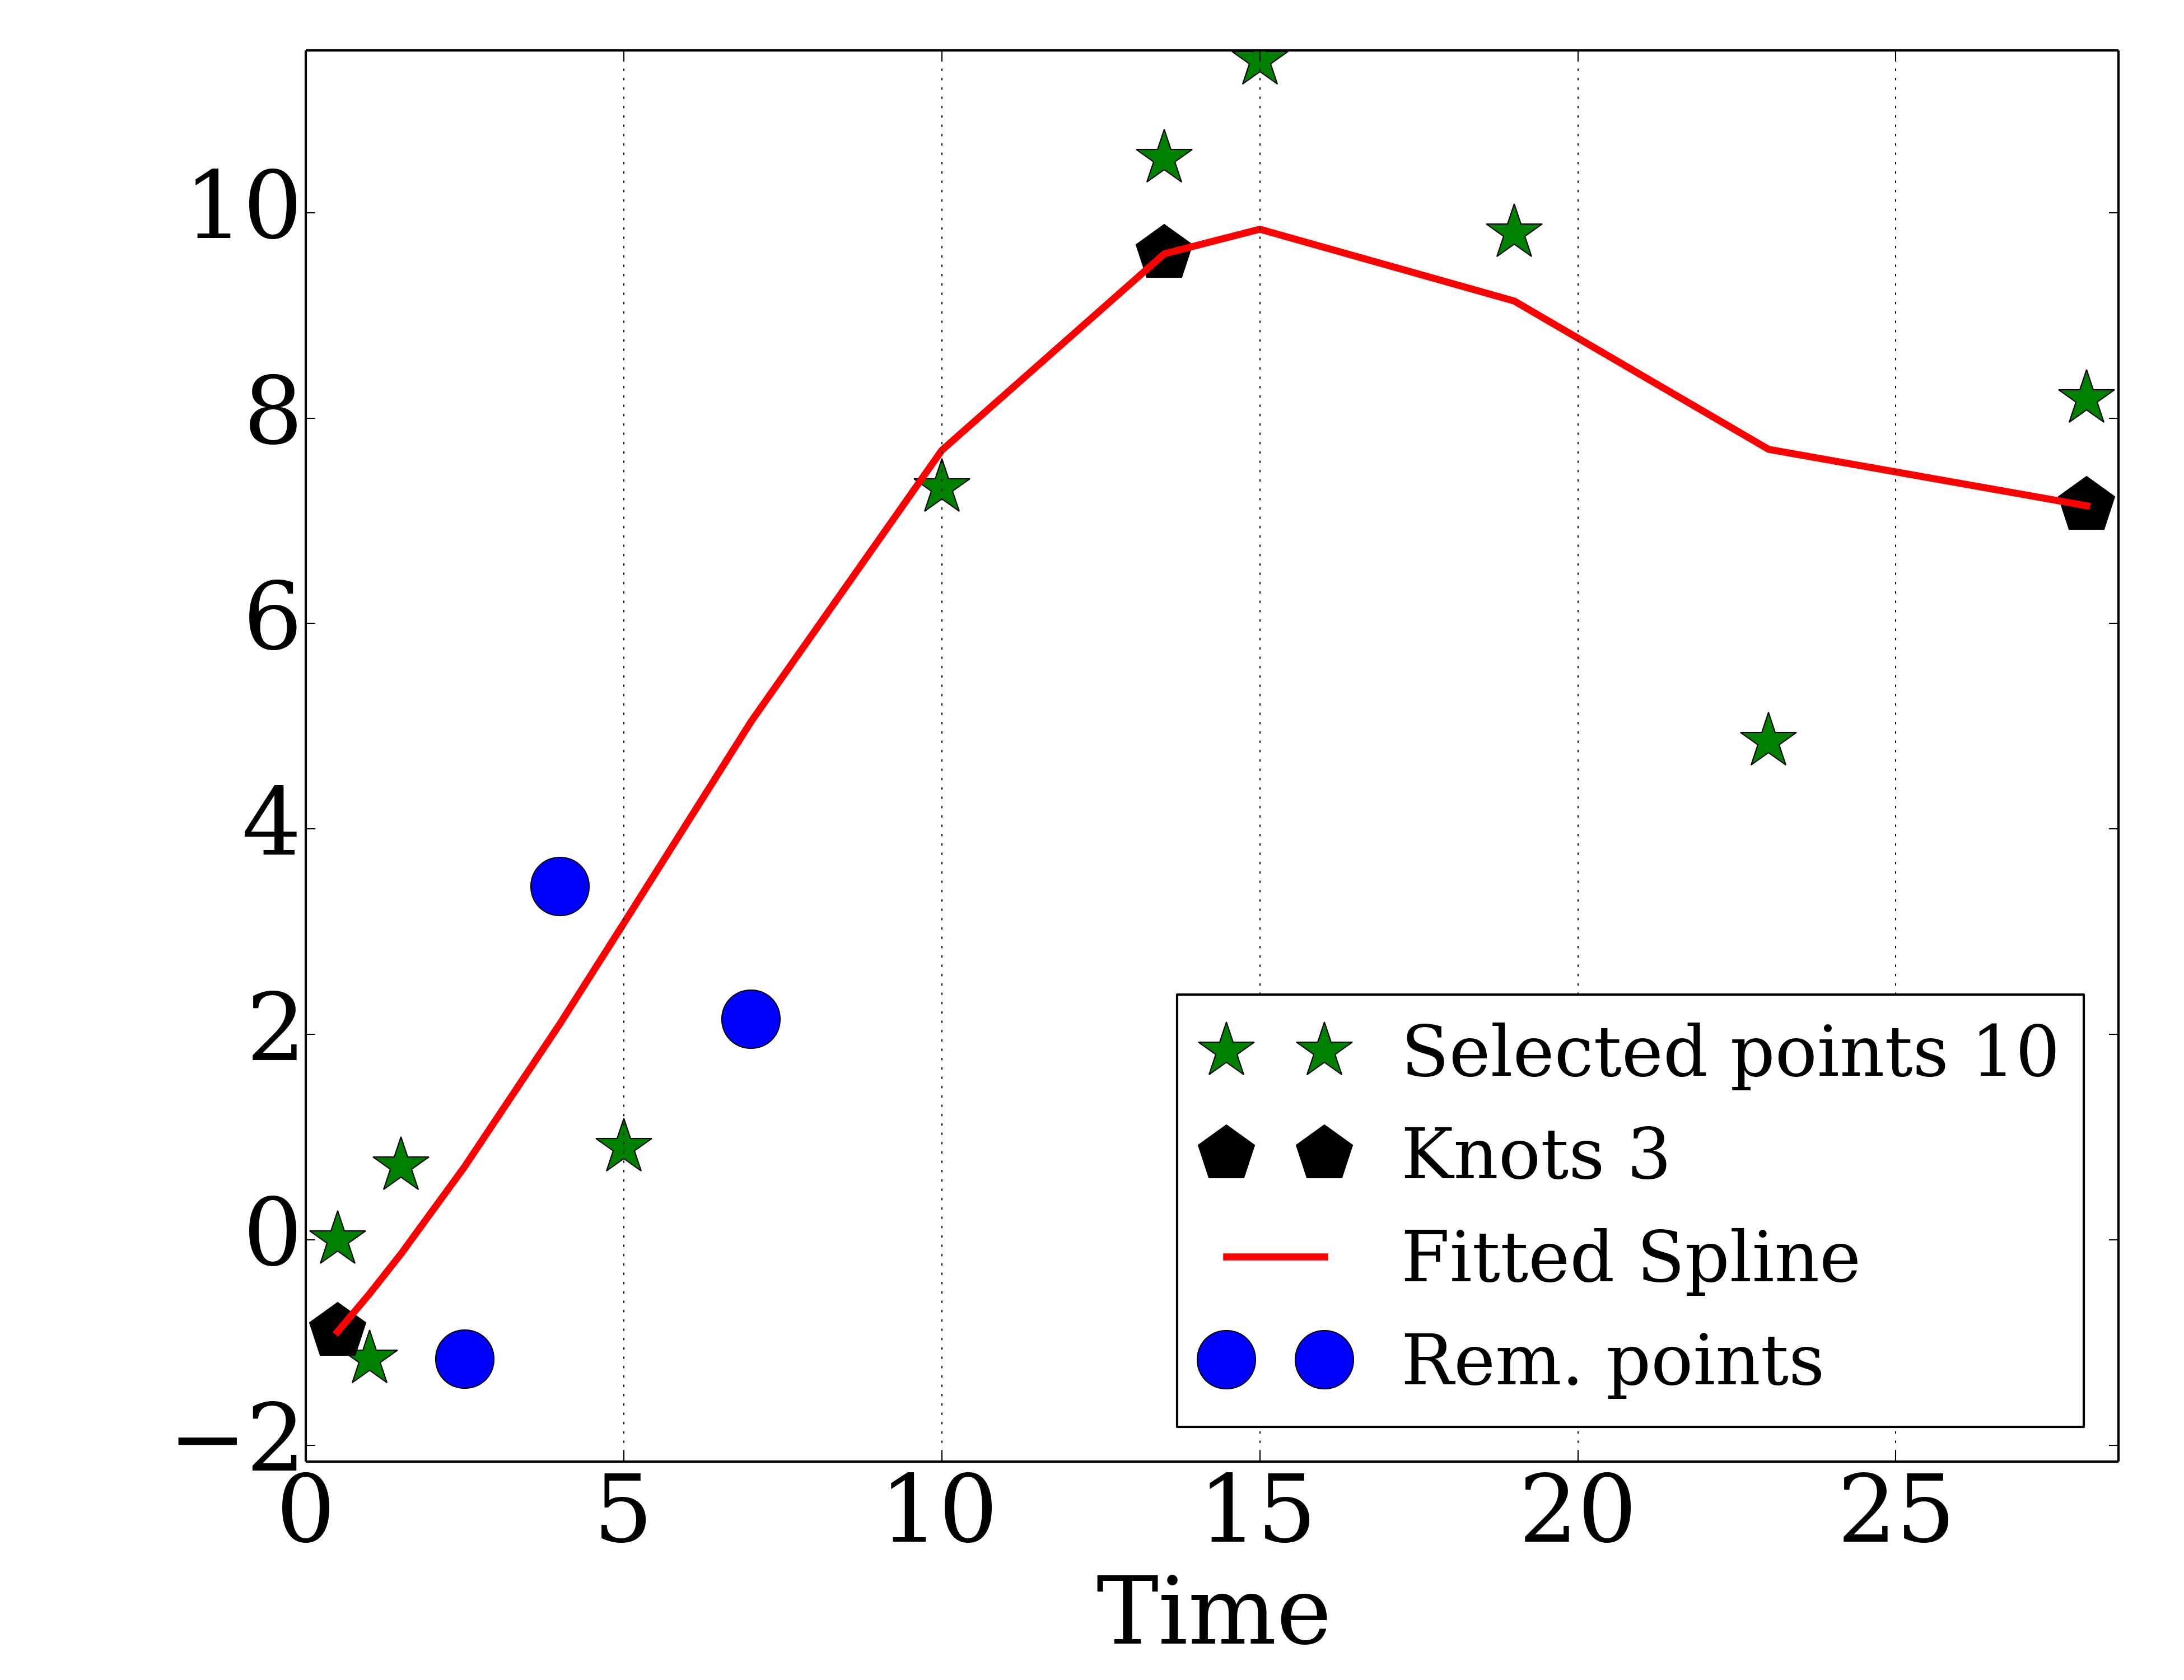 10
8
6
4
2
0
−2
0 5 10 15 20 25
Time
Selected points 10
Knots 3
Fitted Spline
Rem. points